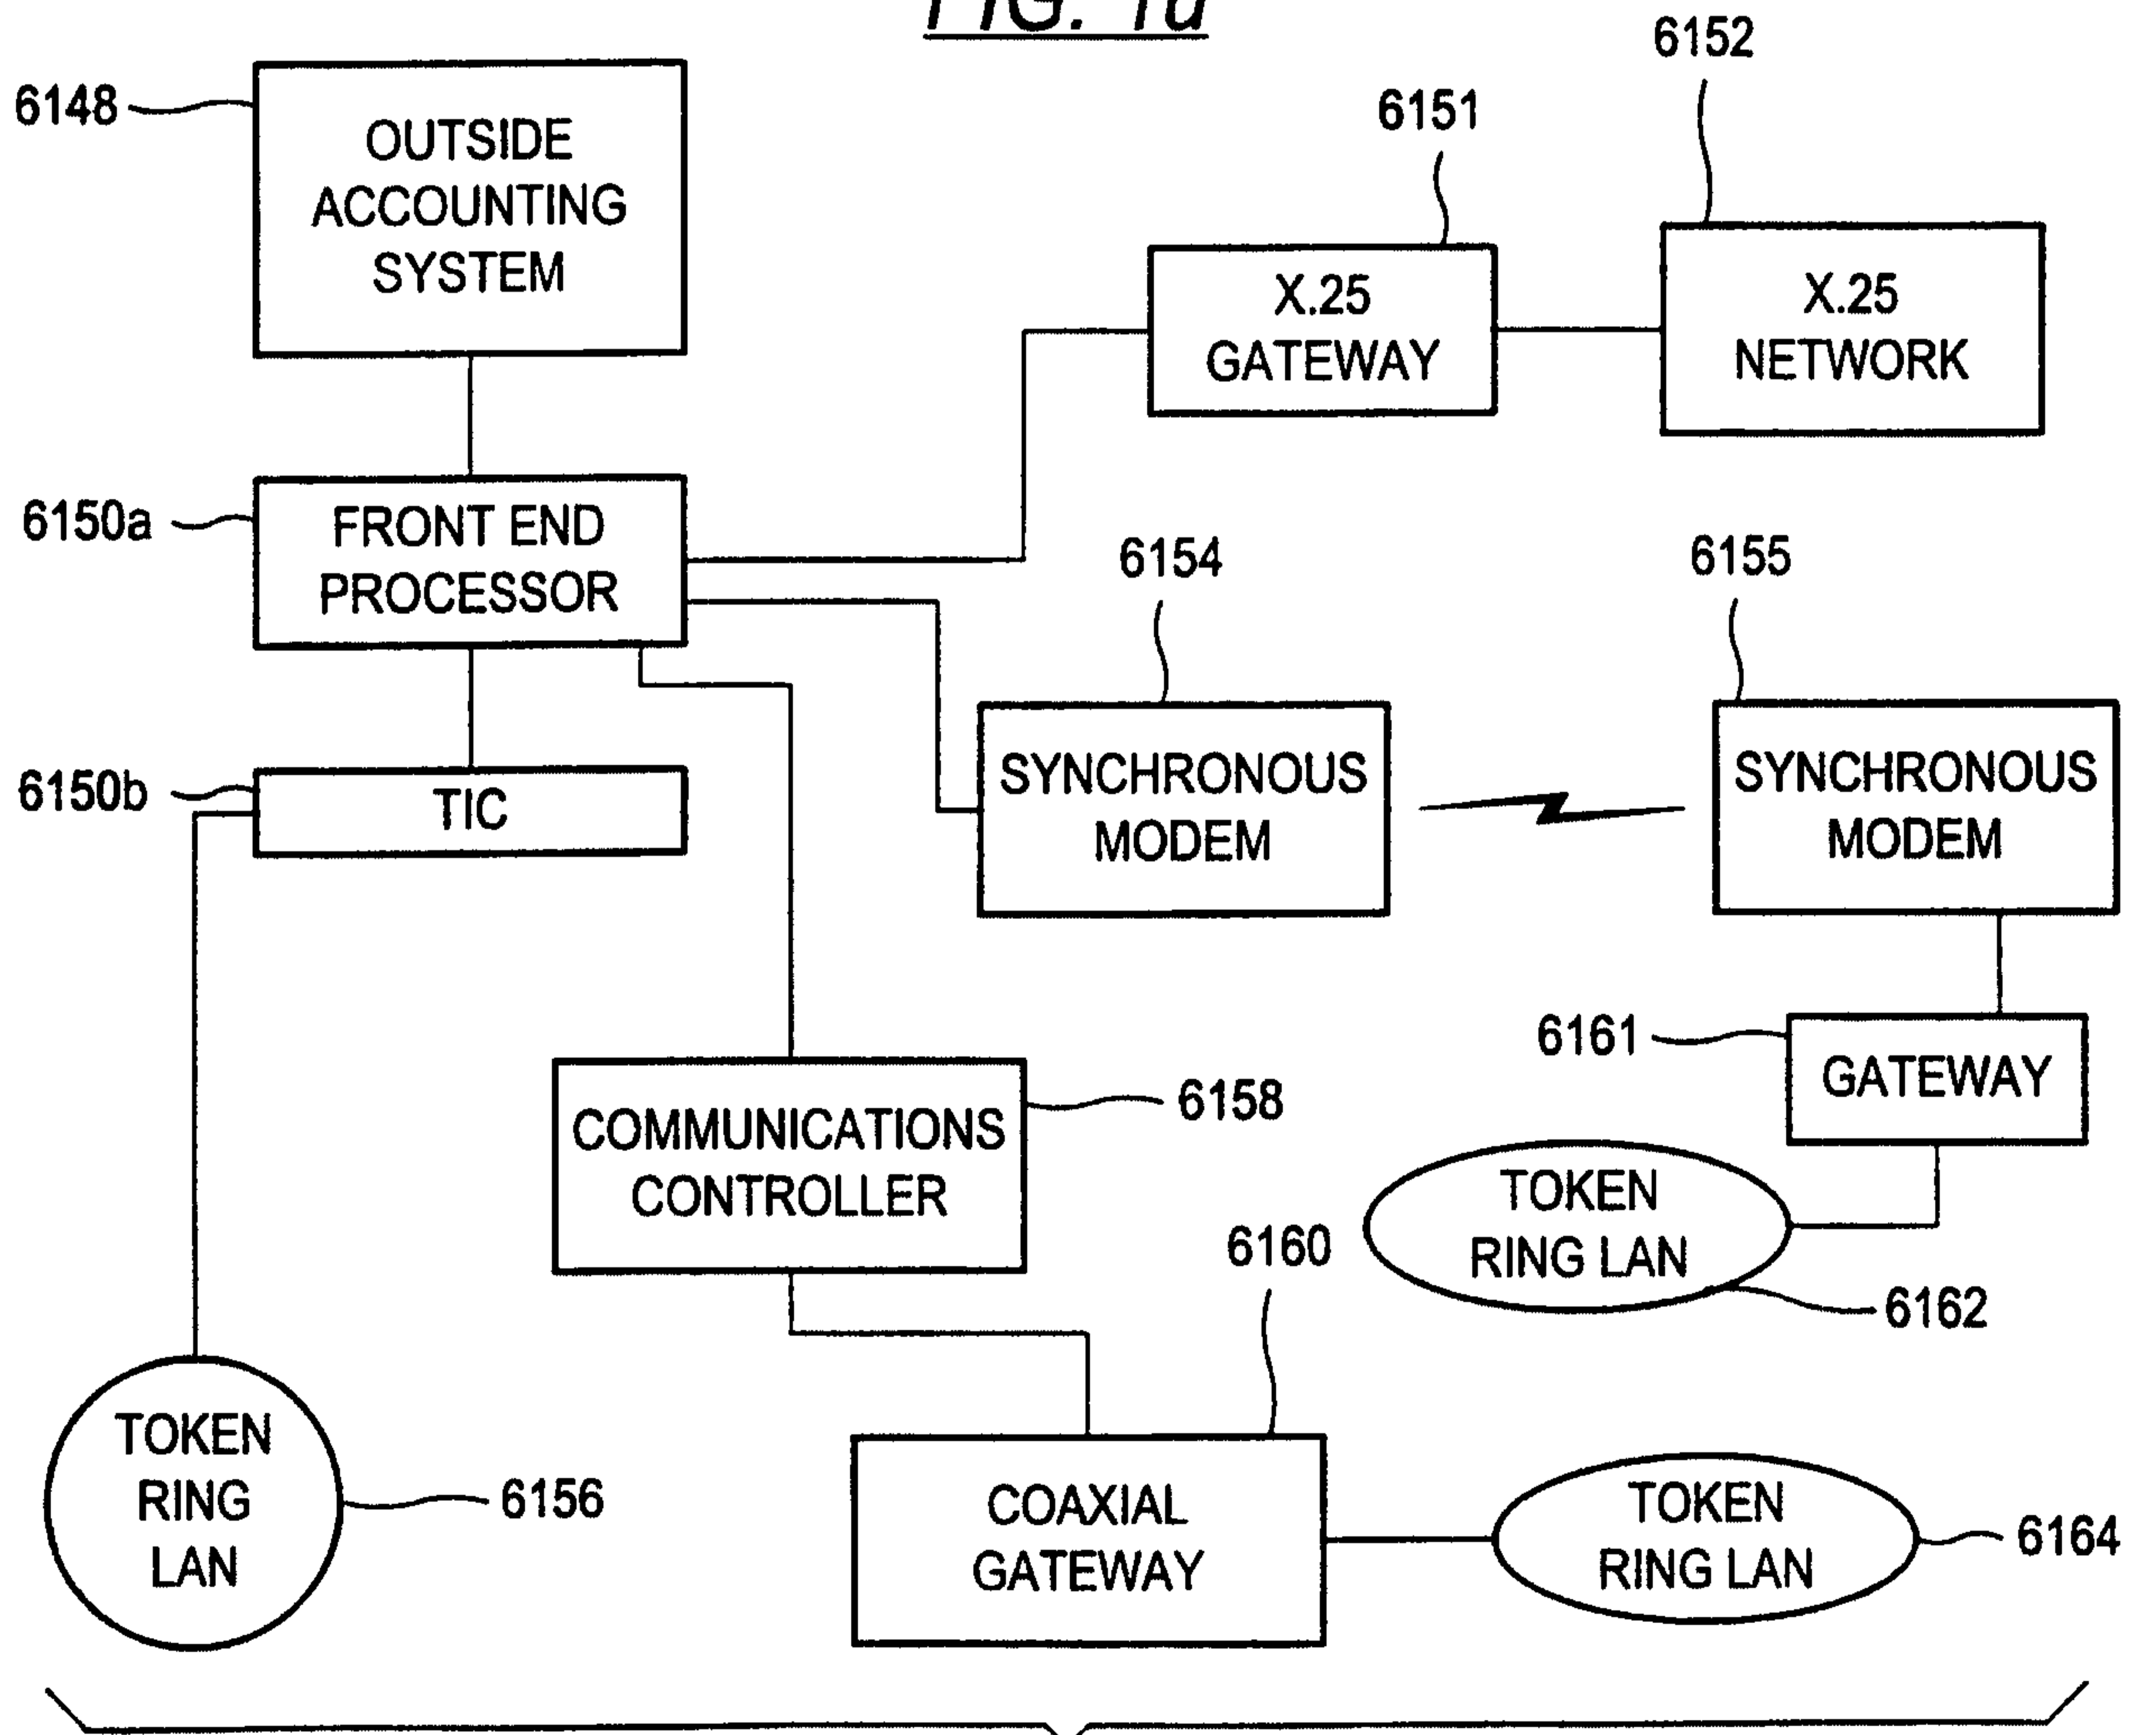 FIG. 1a
6152
6148
OUTSIDE
ACCOUNTING
SYSTEM
6151
X.25
GATEWAY
X.25
NETWORK
6150a
FRONT END
PROCESSOR
6154
6155
6150b
TIC
SYNCHRONOUS
MODEM
SYNCHRONOUS
MODEM
6161
GATEWAY
COMMUNICATIONS
CONTROLLER
6158
TOKEN
RING LAN
6162
6160
TOKEN
RING
LAN
6156
COAXIAL
GATEWAY
TOKEN
RING LAN
6164